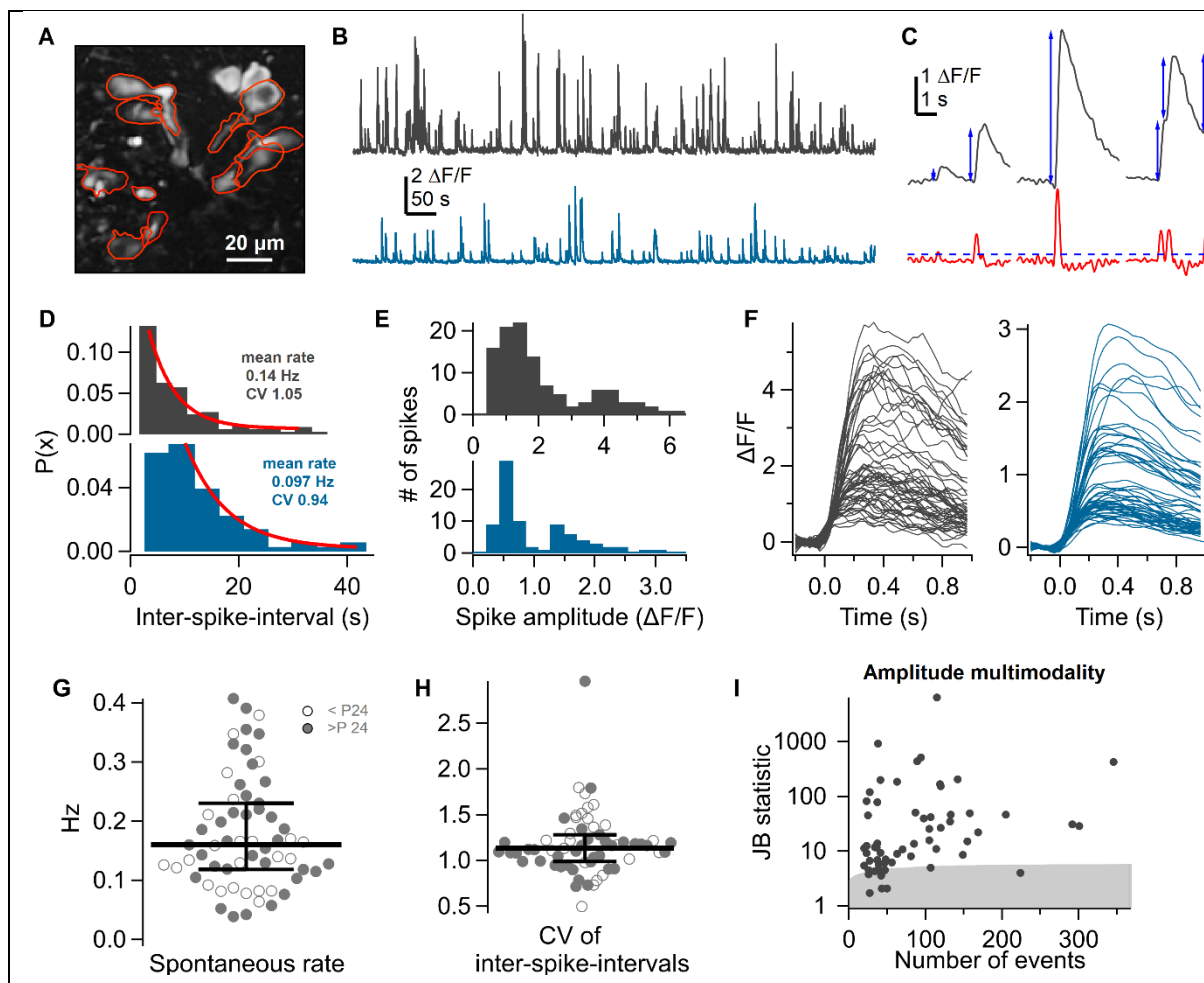 A
20 µm
B
2 ΔF/F
50 s
C
1 ΔF/F
1 s
D
0.10
0.05
0.00
mean rate
0.14 Hz
CV 1.05
P(x)
0.04
0.00
mean rate
0.097 Hz
CV 0.94
0
20
40
Inter-spike-interval (s)
E
20
10
0
0
2
4
6
# of spikes
20
10
0
0.0
1.0
2.0
3.0
Spike amplitude (ΔF/F)
F
ΔF/F
4
2
0
0.0
0.4
0.8
Time (s)
3
2
1
0
0.0
0.4
0.8
Time (s)
G
0.4
0.3
0.2
0.1
0.0
Hz
< P24
>P 24
Spontaneous rate
H
2.5
2.0
1.5
1.0
0.5
CV of
inter-spike-intervals
I
Amplitude multimodality
JB statistic
1000
100
10
1
0
100
200
300
Number of events